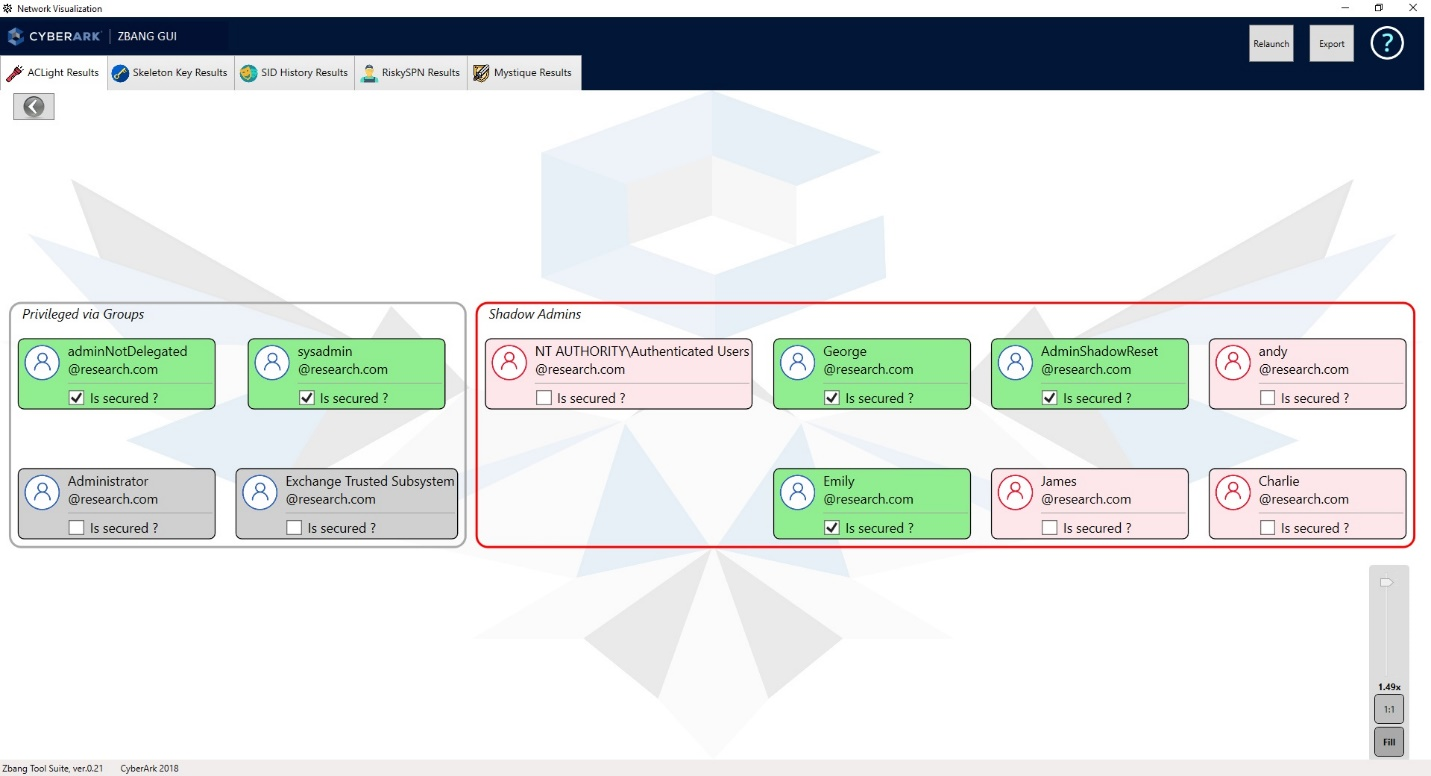 Network Visualization
CYBERARK | ZBANG GUI
Relaunch
Export
?
ACLight Results
Skeleton Key Results
SID History Results
RiskySPN Results
Mystique Results
Privileged via Groups
adminNotDelegated
@research.com
Is secured ?
sysadmin
@research.com
Is secured ?
Administrator
@research.com
Is secured ?
Exchange Trusted Subsystem
@research.com
Is secured ?
Shadow Admins
NT AUTHORITY\Authenticated Users
@research.com
Is secured ?
George
@research.com
Is secured ?
AdminShadowReset
@research.com
Is secured ?
andy
@research.com
Is secured ?
Emily
@research.com
Is secured ?
James
@research.com
Is secured ?
Charlie
@research.com
Is secured ?
1.49x
1:1
Fill
Zbang Tool Suite, ver.0.21
CyberArk 2018